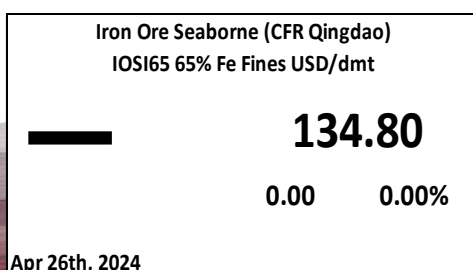 Iron Ore Seaborne (CFR Qingdao)
IOSI65 65% Fe Fines USD/dmt
134.80
0.00 0.00%
Apr 26th, 2024